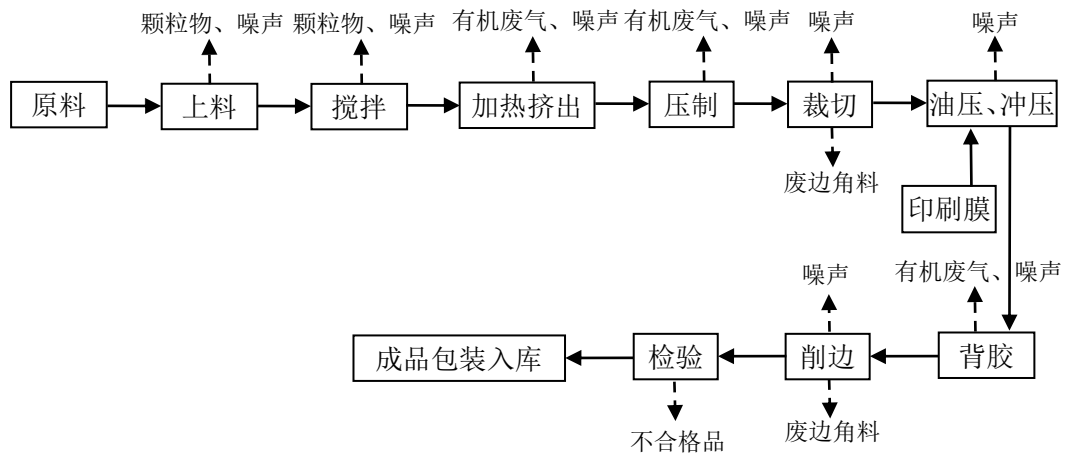 颗粒物、噪声
颗粒物、噪声
有机废气、噪声
有机废气、噪声
噪声
噪声
原料
上料
搅拌
加热挤出
压制
裁切
油压、冲压
废边角料
印刷膜
噪声
有机废气、噪声
成品包装入库
检验
削边
背胶
不合格品
废边角料